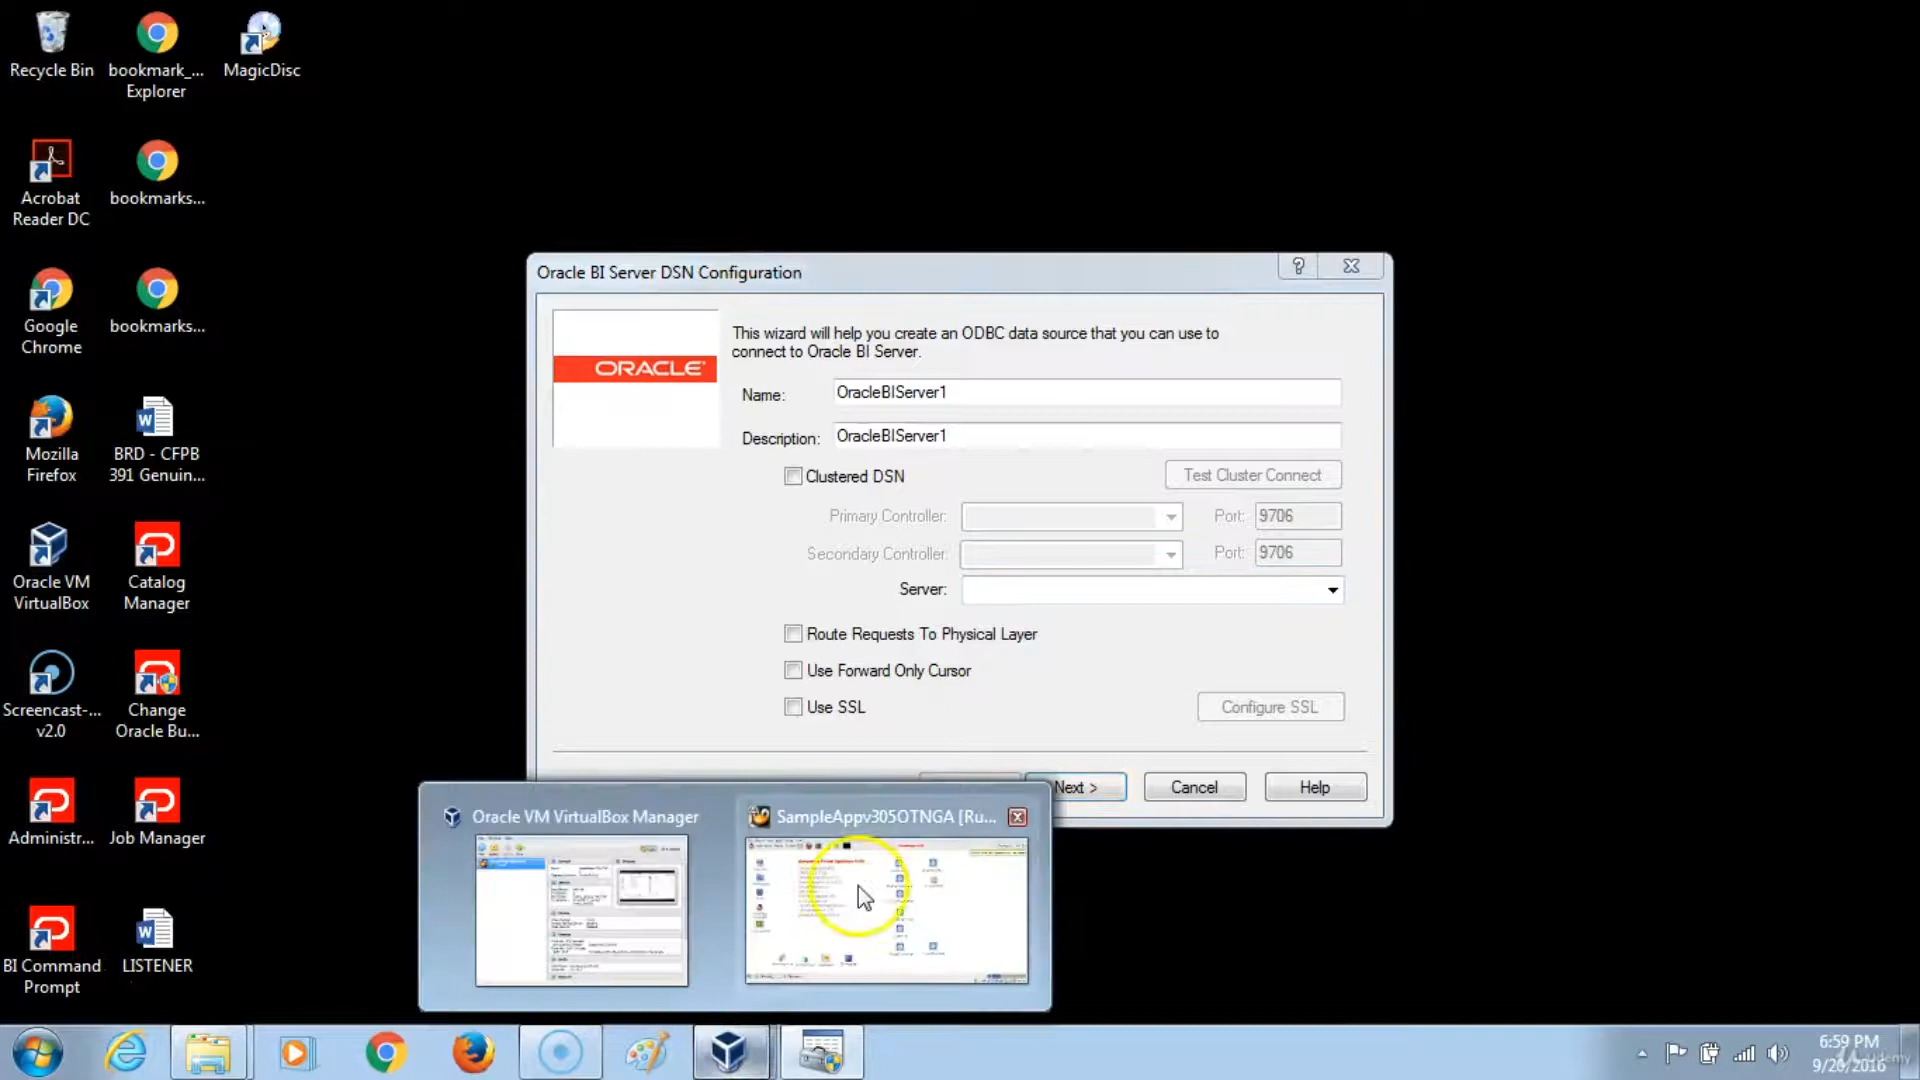 Recycle Bin
bookmark_...
Explorer
MagicDisc
Acrobat
Reader DC
bookmarks...
Google
Chrome
bookmarks...
Mozilla
Firefox
BRD - CFPB
391 Genuin...
Oracle VM
VirtualBox
Catalog
Manager
Screencast-...
v2.0
Change
Oracle Bu...
Administr...
Job Manager
BI Command
Prompt
LISTENER
Oracle BI Server DSN Configuration
ORACLE
This wizard will help you create an ODBC data source that you can use to
connect to Oracle BI Server.
Name:
OracleBIServer1
Description:
OracleBIServer1
Clustered DSN
Test Cluster Connect
Primary Controller:
Port:
9706
Secondary Controller:
Port:
9706
Server:
Route Requests To Physical Layer
Use Forward Only Cursor
Use SSL
Configure SSL
Next >
Cancel
Help
Oracle VM VirtualBox Manager
SampleAppv305OTNGA [Ru...
6:59 PM
9/20/2016